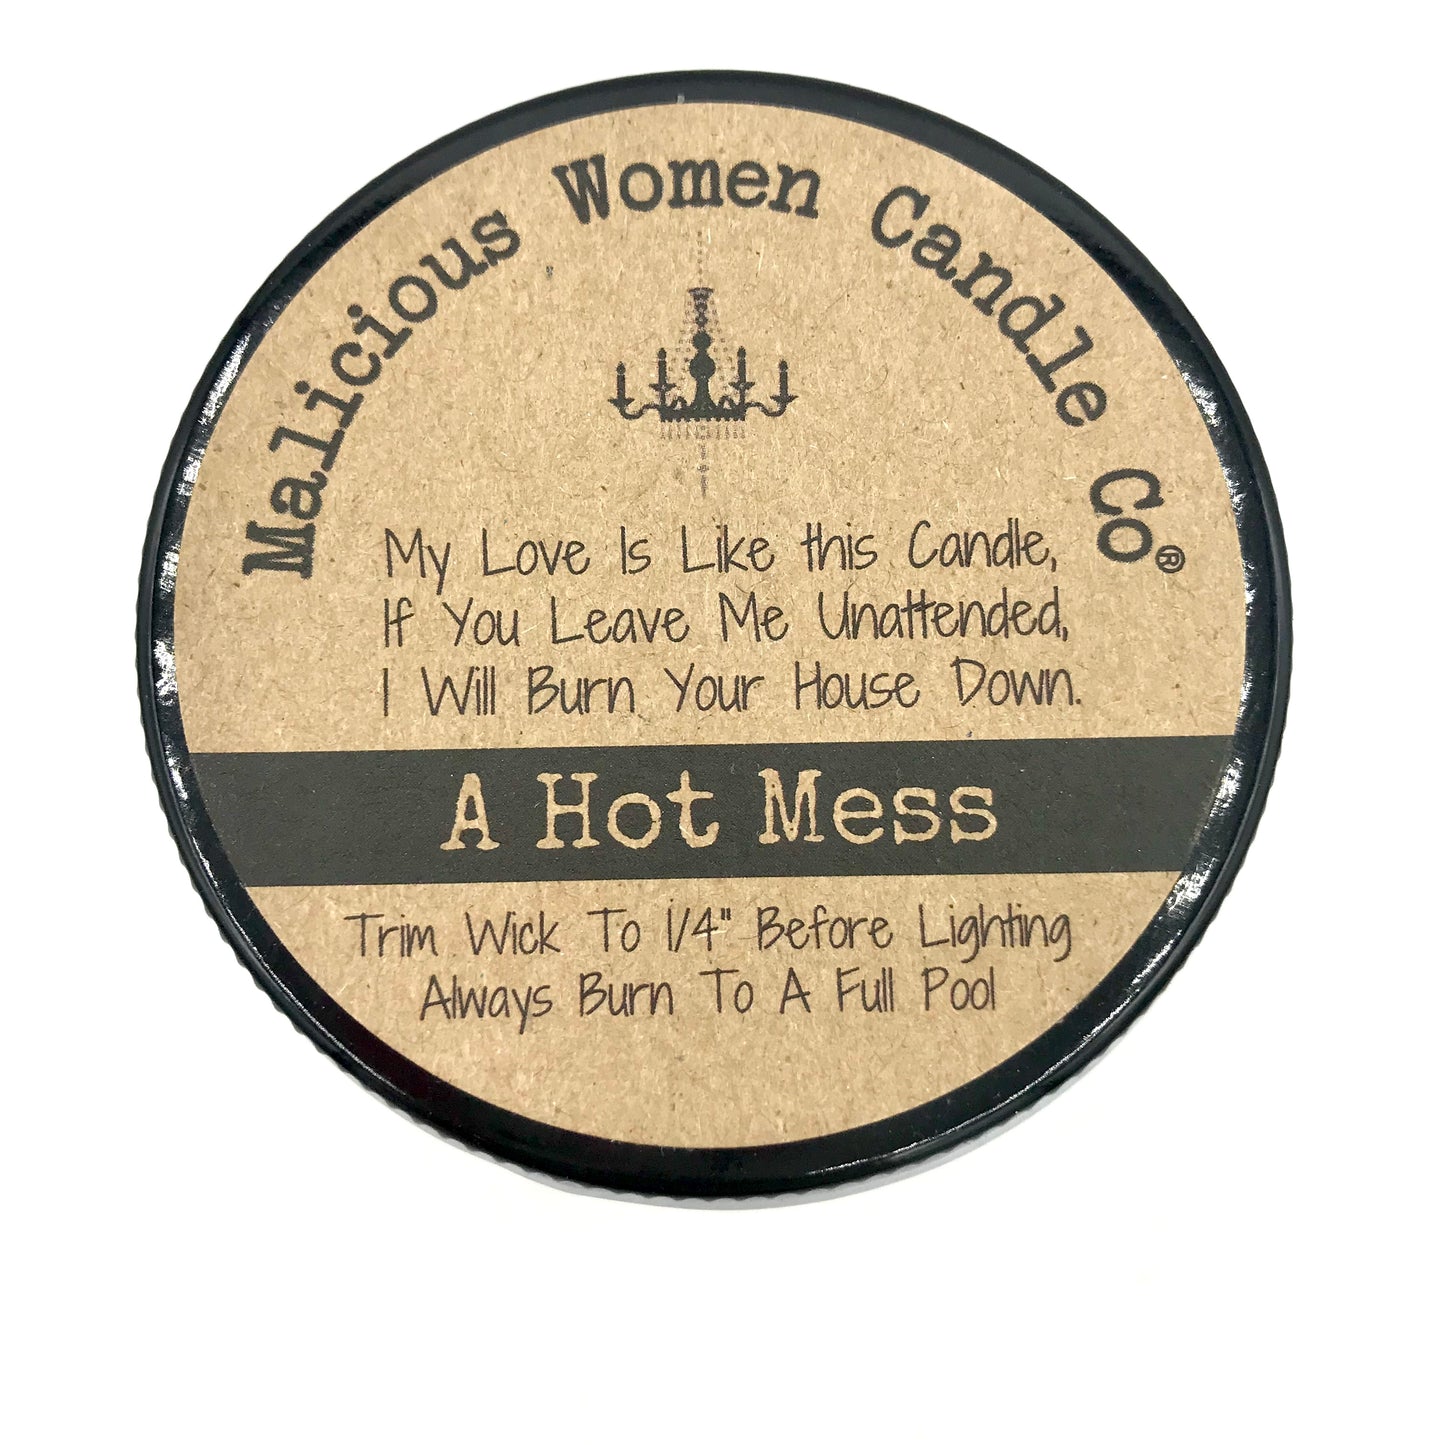 Malicious Women Candle Co®
My Love Is Like this Candle,
If You Leave Me Unattended,
I Will Burn Your House Down.
A Hot Mess
Trim Wick To 1/4" Before Lighting
Always Burn To A Full Pool